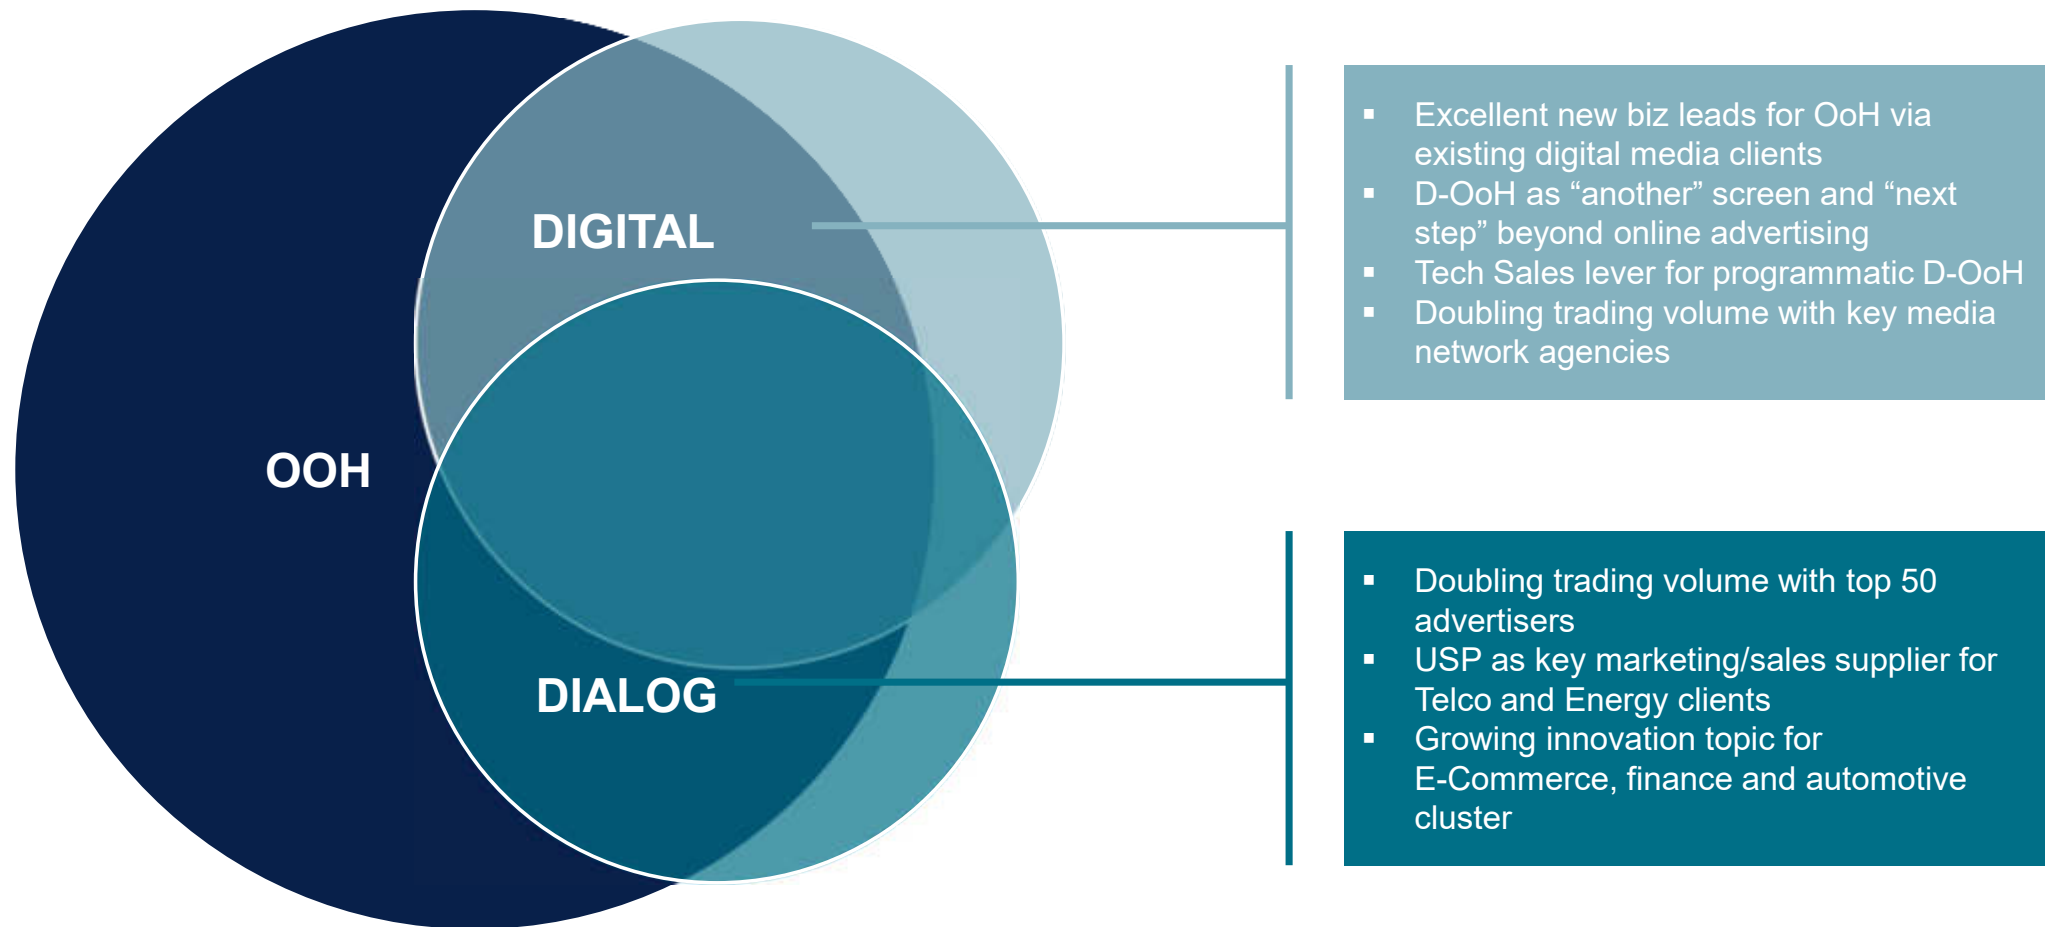 DIGITAL
OOH
DIALOG
▪ Excellent new biz leads for OoH via
existing digital media clients
▪ D-OoH as “another” screen and “next
step” beyond online advertising
▪ Tech Sales lever for programmatic D-OoH
▪ Doubling trading volume with key media
network agencies
▪ Doubling trading volume with top 50
advertisers
▪ USP as key marketing/sales supplier for
Telco and Energy clients
▪ Growing innovation topic for
E-Commerce, finance and automotive
cluster